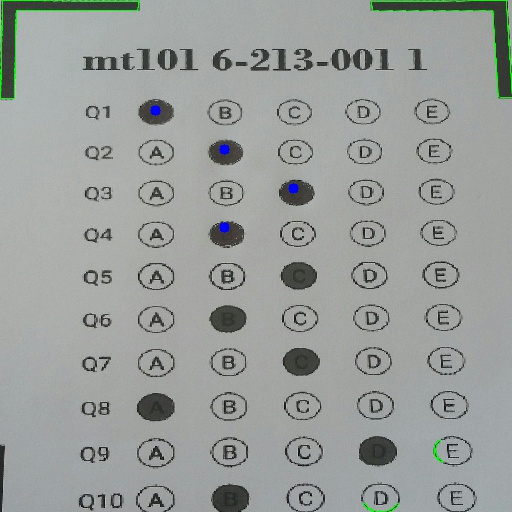 mt101 6-213-001 1
Q1 B C D E
Q2 A C D E
Q3 A B D E
Q4 A C D E
Q5 A B C D E
Q6 A B C D E
Q7 A B C D E
Q8 A B C D E
Q9 A B C D E
Q10 A B C D E